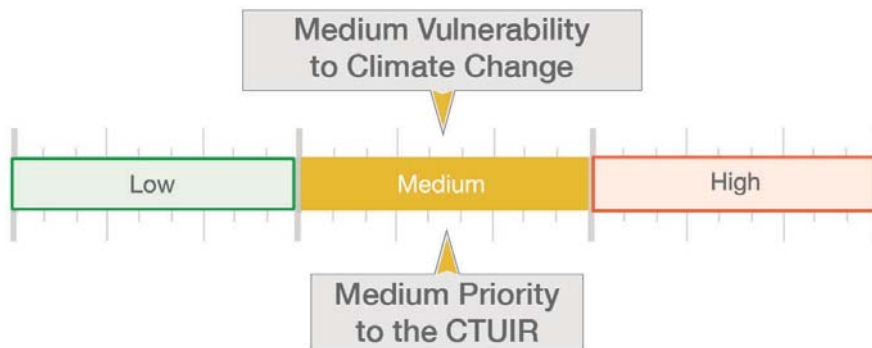 Medium Vulnerability
to Climate Change
Low Medium High
Medium Priority
to the CTUIR